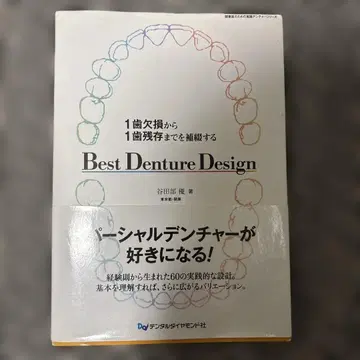 1歯欠損から
1歯残存までを補綴する
Best Denture Design
谷田部 優 著
パーシャルデンチャーが
好きになる!
経験則から生まれた60の実践的な設計。
基本を理解すれば、さらに広がるバリエーション。
デンタルダイヤモンド社